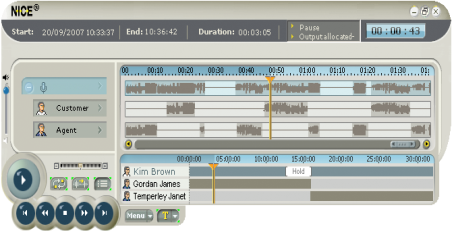 NICE®
Start: 20/09/2007 10:33:37 End: 10:36:42 Duration: 00:03:05 Pause 00:00:43
Output allocated-
00 00:10 00:20 00:30 00:40 00:50 01:00 01:10 01:20 01:30 01:
Customer
Agent
00:00:00 05:00:00 10:00:00 15:00:00 20:00:00 25:00:00 30:00:00
Kim Brown Hold
Gordan James
Temperley Janet
Menu T